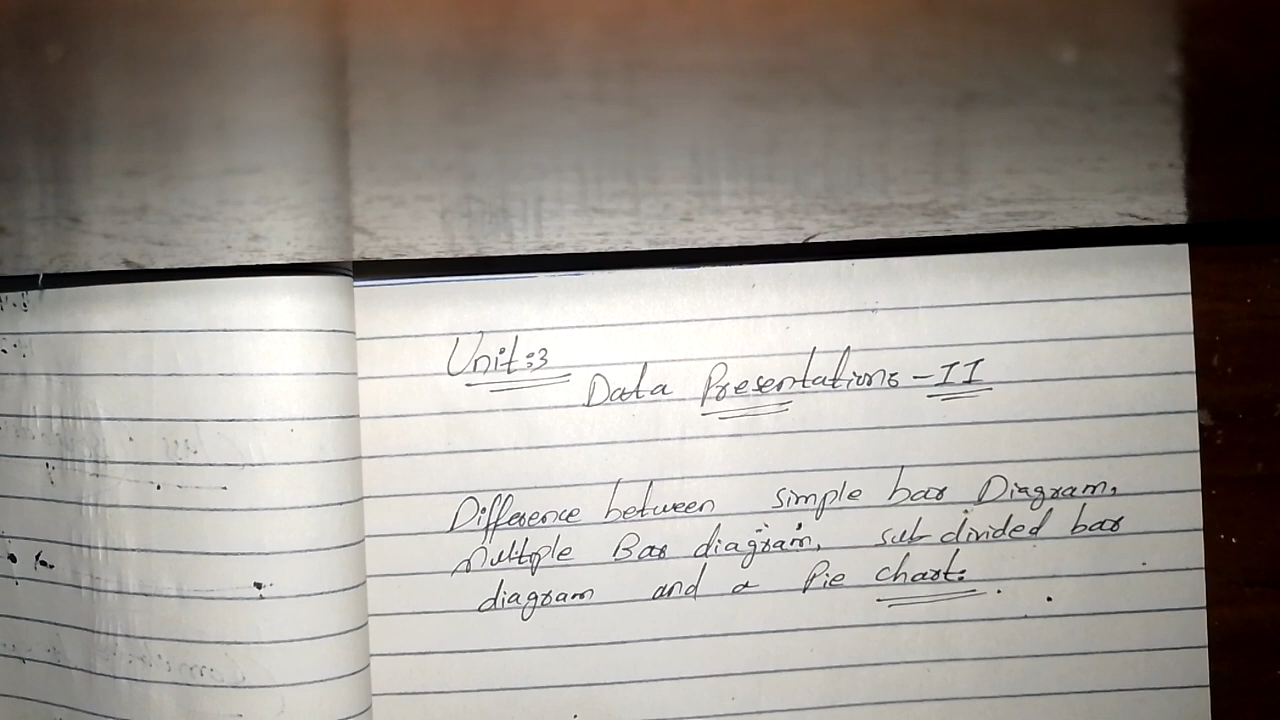 Unit:3
Data Presentations - II
Difference between simple bar Diagram,
Multiple Bar diagram, sub divided bar
diagram and a Pie chart: